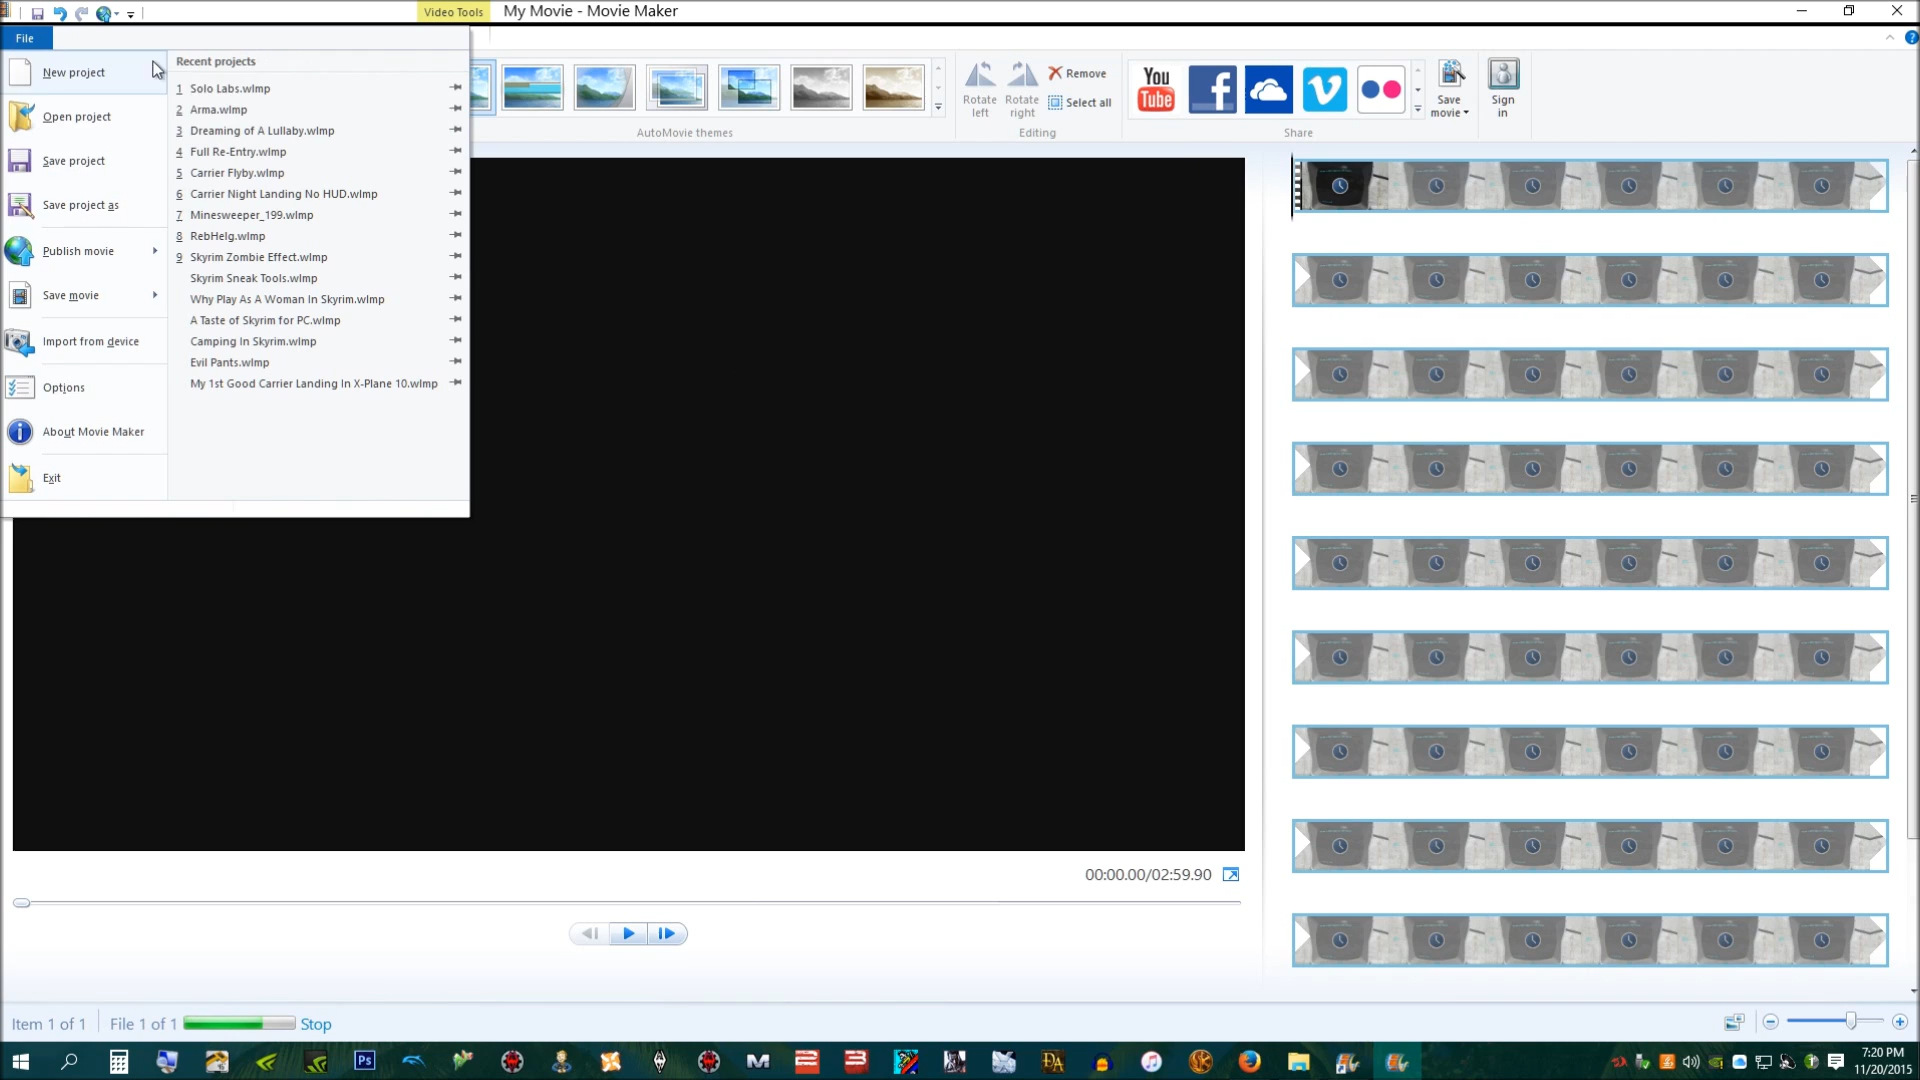 Video Tools
My Movie - Movie Maker
File
New project
Open project
Save project
Save project as
Publish movie
Save movie
Import from device
Options
About Movie Maker
Exit
Recent projects
1 Solo Labs.wlmp
2 Arma.wlmp
3 Dreaming of A Lullaby.wlmp
4 Full Re-Entry.wlmp
5 Carrier Flyby.wlmp
6 Carrier Night Landing No HUD.wlmp
7 Minesweeper_199.wlmp
8 RebHelg.wlmp
9 Skyrim Zombie Effect.wlmp
Skyrim Sneak Tools.wlmp
Why Play As A Woman In Skyrim.wlmp
A Taste of Skyrim for PC.wlmp
Camping In Skyrim.wlmp
Evil Pants.wlmp
My 1st Good Carrier Landing In X-Plane 10.wlmp
AutoMovie themes
Rotate left
Rotate right
Remove
Select all
Editing
You Tube
Share
Save movie
Sign in
00:00.00/02:59.90
Item 1 of 1
File 1 of 1
Stop
Ps
DA
7:20 PM
11/20/2015